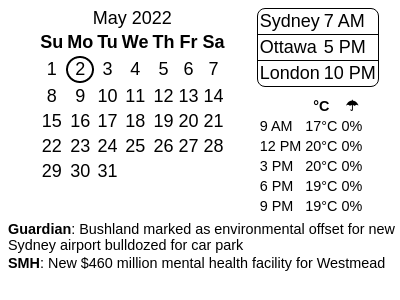 May 2022
Su Mo Tu We Th Fr Sa
1 2 3 4 5 6 7
8 9 10 11 12 13 14
15 16 17 18 19 20 21
22 23 24 25 26 27 28
29 30 31
Sydney 7 AM
Ottawa 5 PM
London 10 PM
°C ☂
9 AM 17°C 0%
12 PM 20°C 0%
3 PM 20°C 0%
6 PM 19°C 0%
9 PM 19°C 0%
Guardian: Bushland marked as environmental offset for new
Sydney airport bulldozed for car park
SMH: New $460 million mental health facility for Westmead